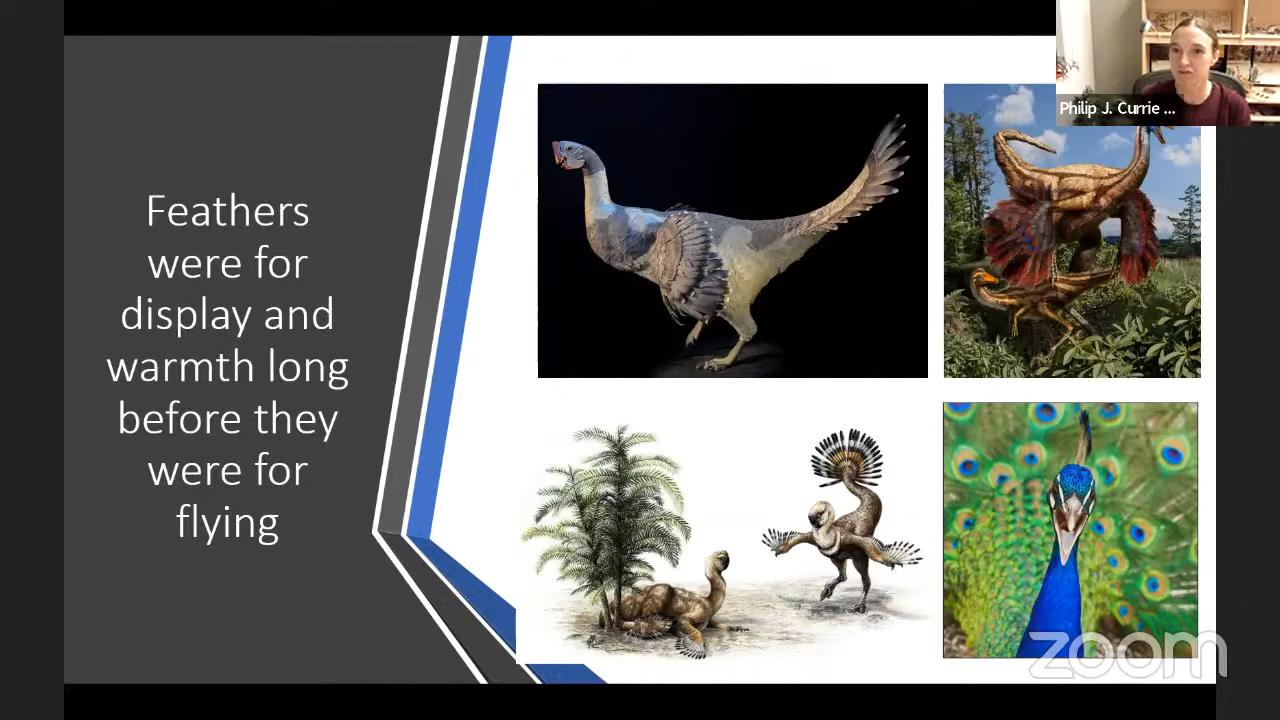 Philip J. Currie ...
Feathers
were for
display and
warmth long
before they
were for
flying
zoom